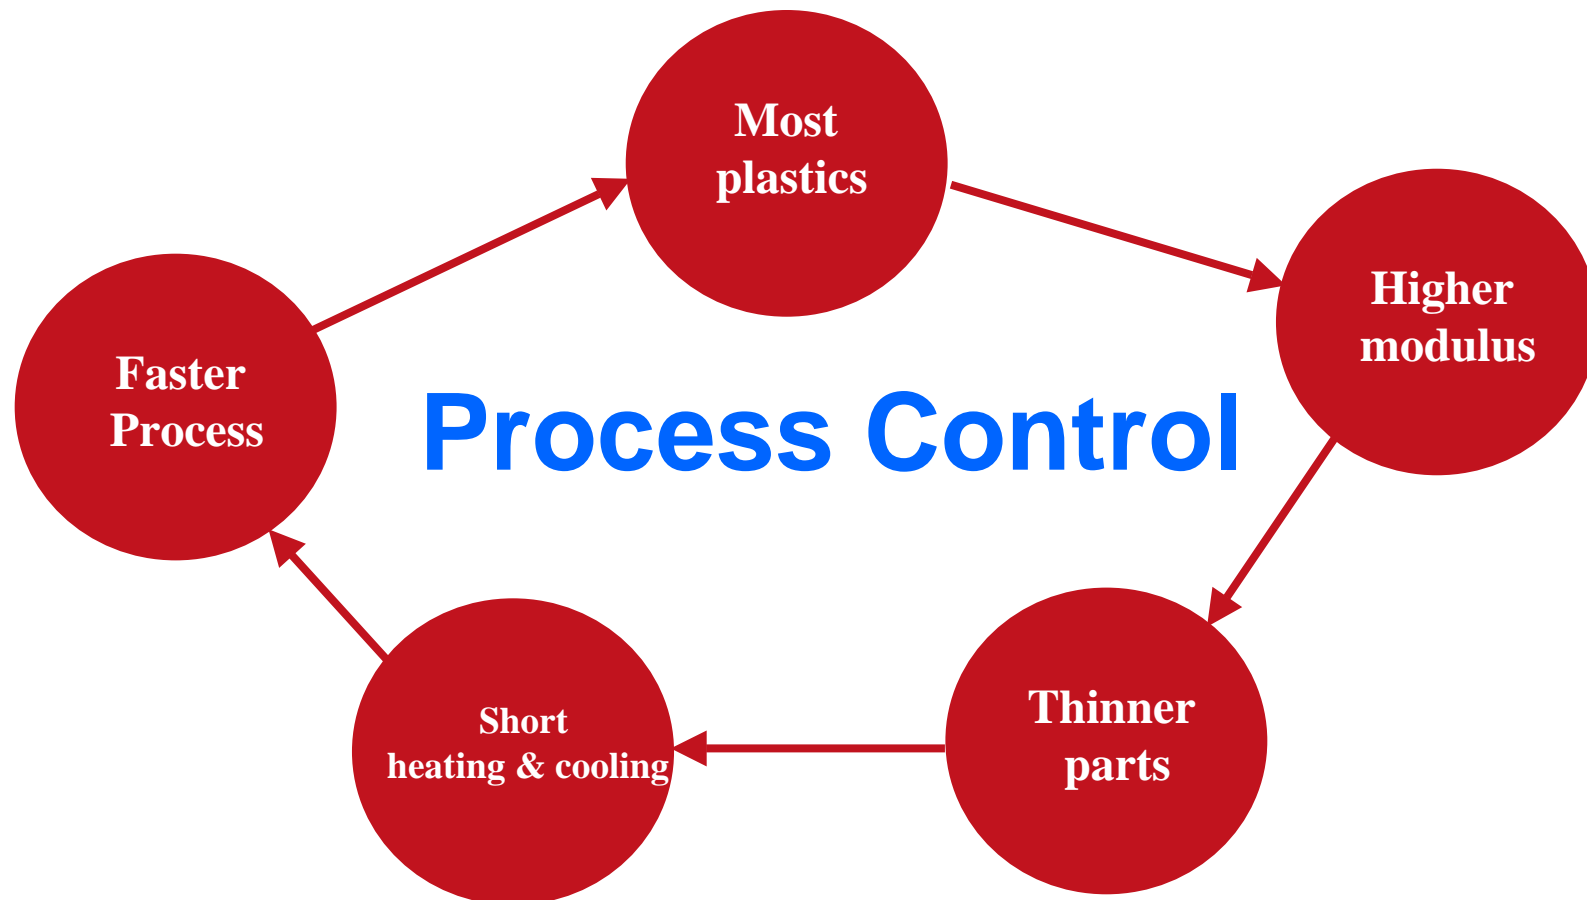 Most
plastics
Higher
modulus
Faster
Process
Process Control
Thinner
parts
Short
heating & cooling